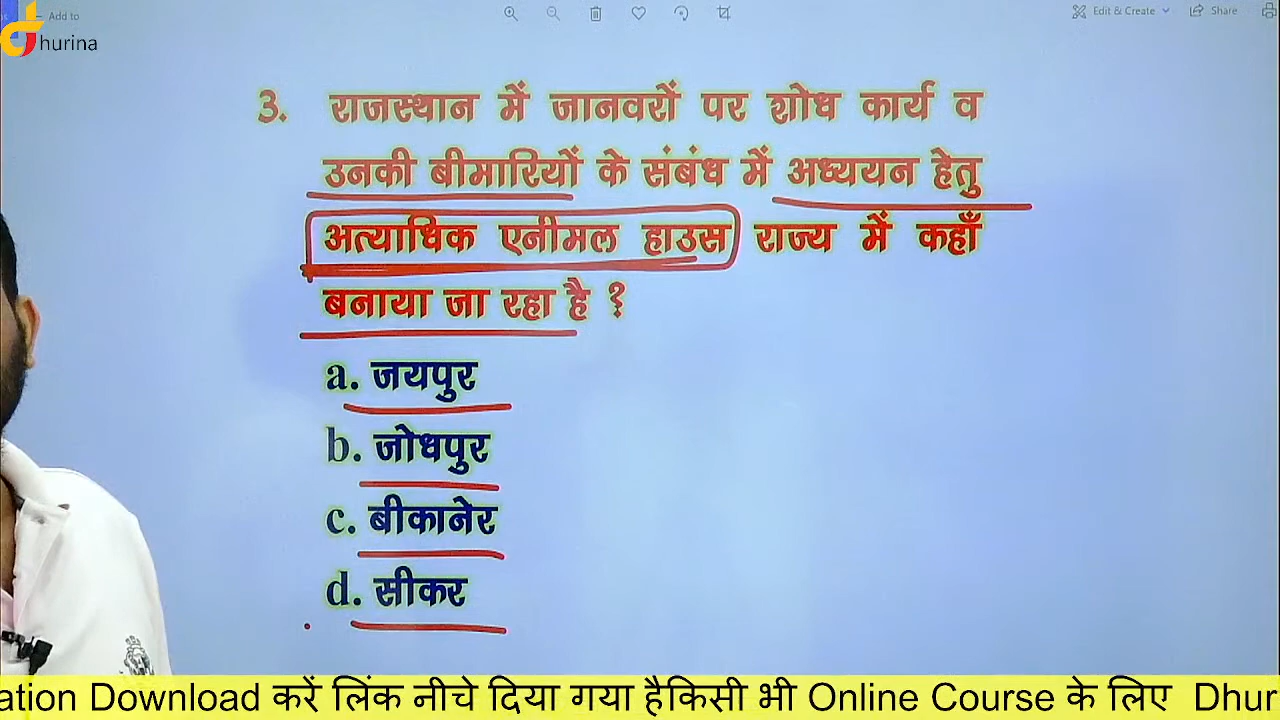 Add to
Edit & Create
Share
hurina
3. राजस्थान में जानवरों पर शोध कार्य व
उनकी बीमारियों के संबंध में अध्ययन हेतु
अत्याधिक एनीमल हाउस राज्य में कहाँ
बनाया जा रहा है ?
a. जयपुर
b. जोधपुर
c. बीकानेर
d. सीकर
ation Download करें लिंक नीचे दिया गया हैकिसी भी Online Course के लिए Dhur